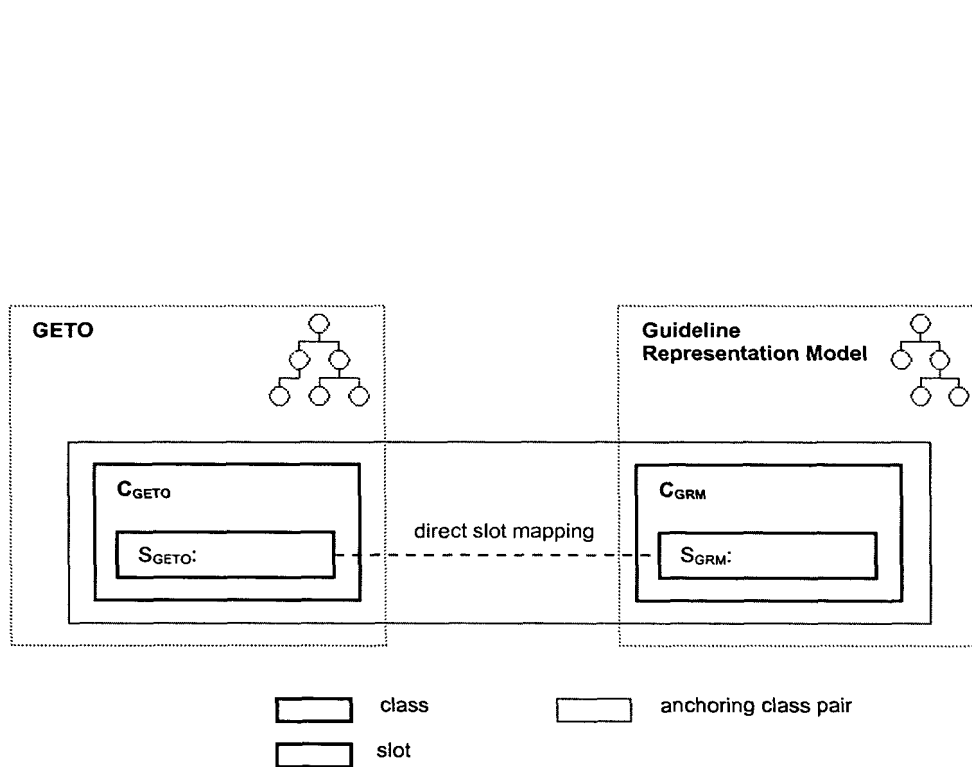 GETO
Guideline
Representation Model
CGETO
CGRM
direct slot mapping
SGETO:
SGRM:
class
anchoring class pair
slot